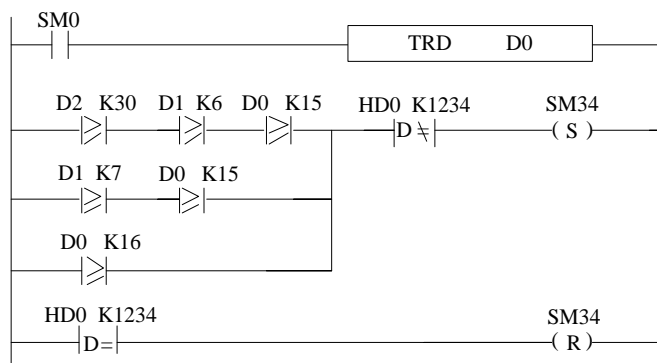 SM0
TRD D0
D2 K30 D1 K6 D0 K15 HD0 K1234 SM34
≥ ≥ ≥ D ≠ ( S )
D1 K7 D0 K15
≥ ≥
D0 K16
≥
HD0 K1234 SM34
D= ( R )